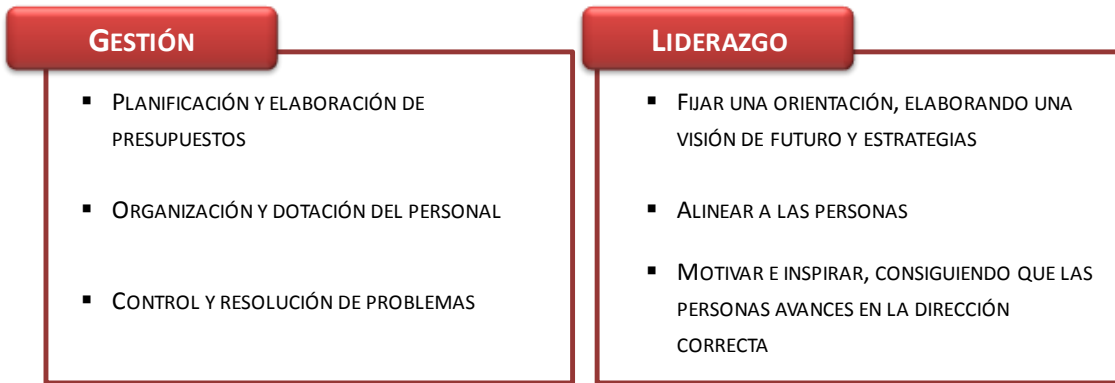 GESTIÓN
▪ PLANIFICACIÓN Y ELABORACIÓN DE
PRESUPUESTOS
▪ ORGANIZACIÓN Y DOTACIÓN DEL PERSONAL
▪ CONTROL Y RESOLUCIÓN DE PROBLEMAS
LIDERAZGO
▪ FIJAR UNA ORIENTACIÓN, ELABORANDO UNA
VISIÓN DE FUTURO Y ESTRATEGIAS
▪ ALINEAR A LAS PERSONAS
▪ MOTIVAR E INSPIRAR, CONSIGUIENDO QUE LAS
PERSONAS AVANCES EN LA DIRECCIÓN
CORRECTA